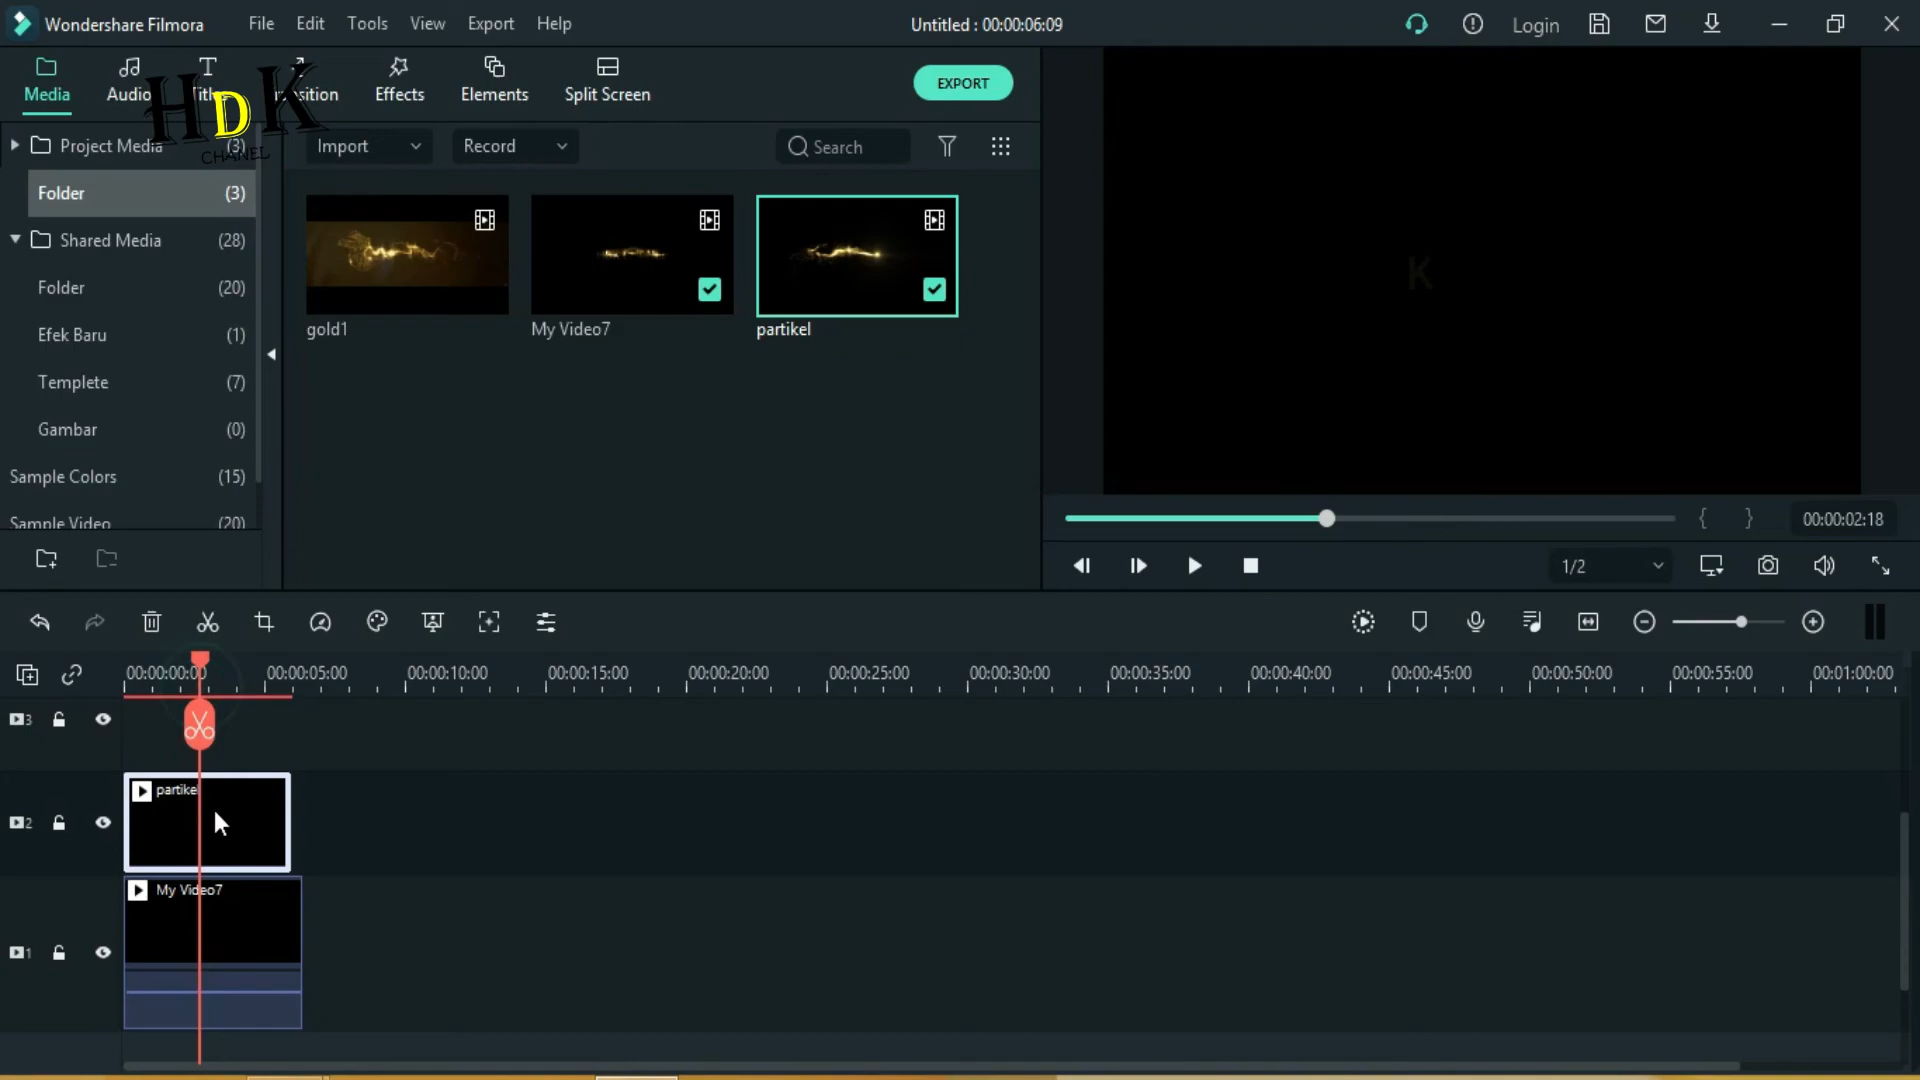 Wondershare Filmora File Edit Tools View Export Help Untitled : 00:00:06:09 Login
Media Audio Effects Elements Split Screen EXPORT
HDK
CHANEL
Project Media (3) Import Record Search
Folder (3)
Shared Media (28)
Folder (20)
Efek Baru (1)
Templete (7)
Gambar (0)
Sample Colors (15)
Sample Video (20)
gold1 My Video7 partikel
K
00:00:02:18
1/2
00:00:00:00 00:00:05:00 00:00:10:00 00:00:15:00 00:00:20:00 00:00:25:00 00:00:30:00 00:00:35:00 00:00:40:00 00:00:45:00 00:00:50:00 00:00:55:00 00:01:00:00
3
partikel
2
My Video7
1